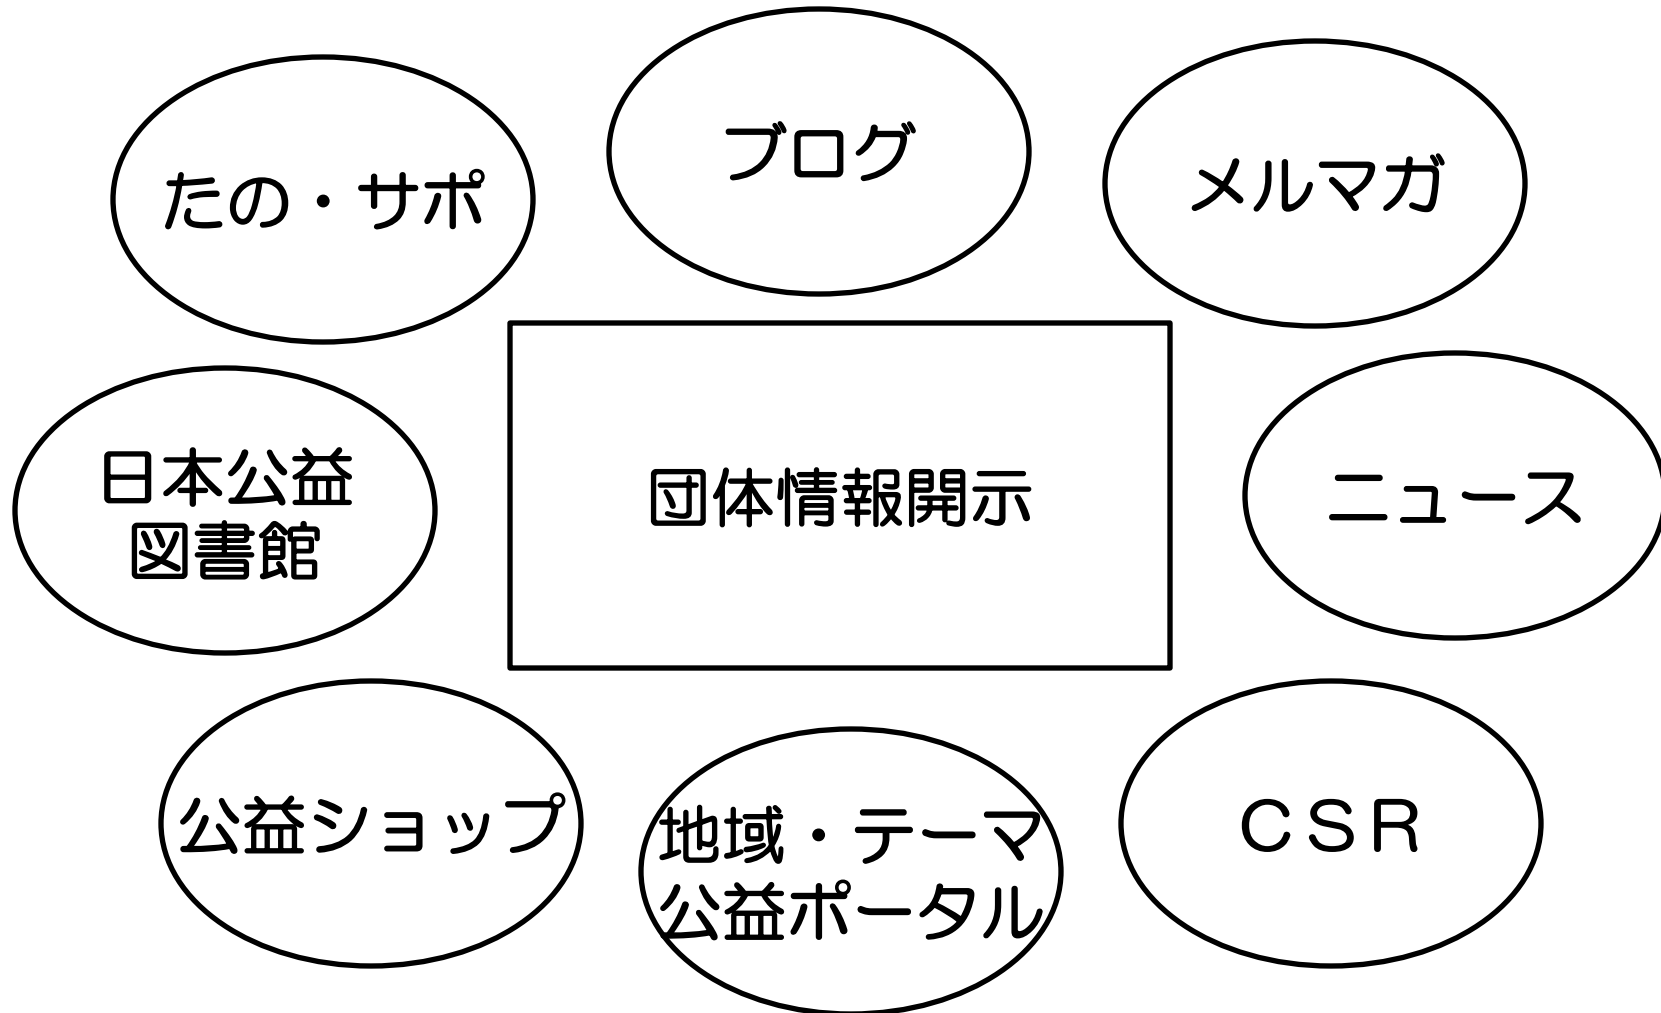 ブログ
メルマガ
たの・サポ
日本公益
図書館
団体情報開示
ニュース
公益ショップ
地域・テーマ
公益ポータル
ＣＳＲ